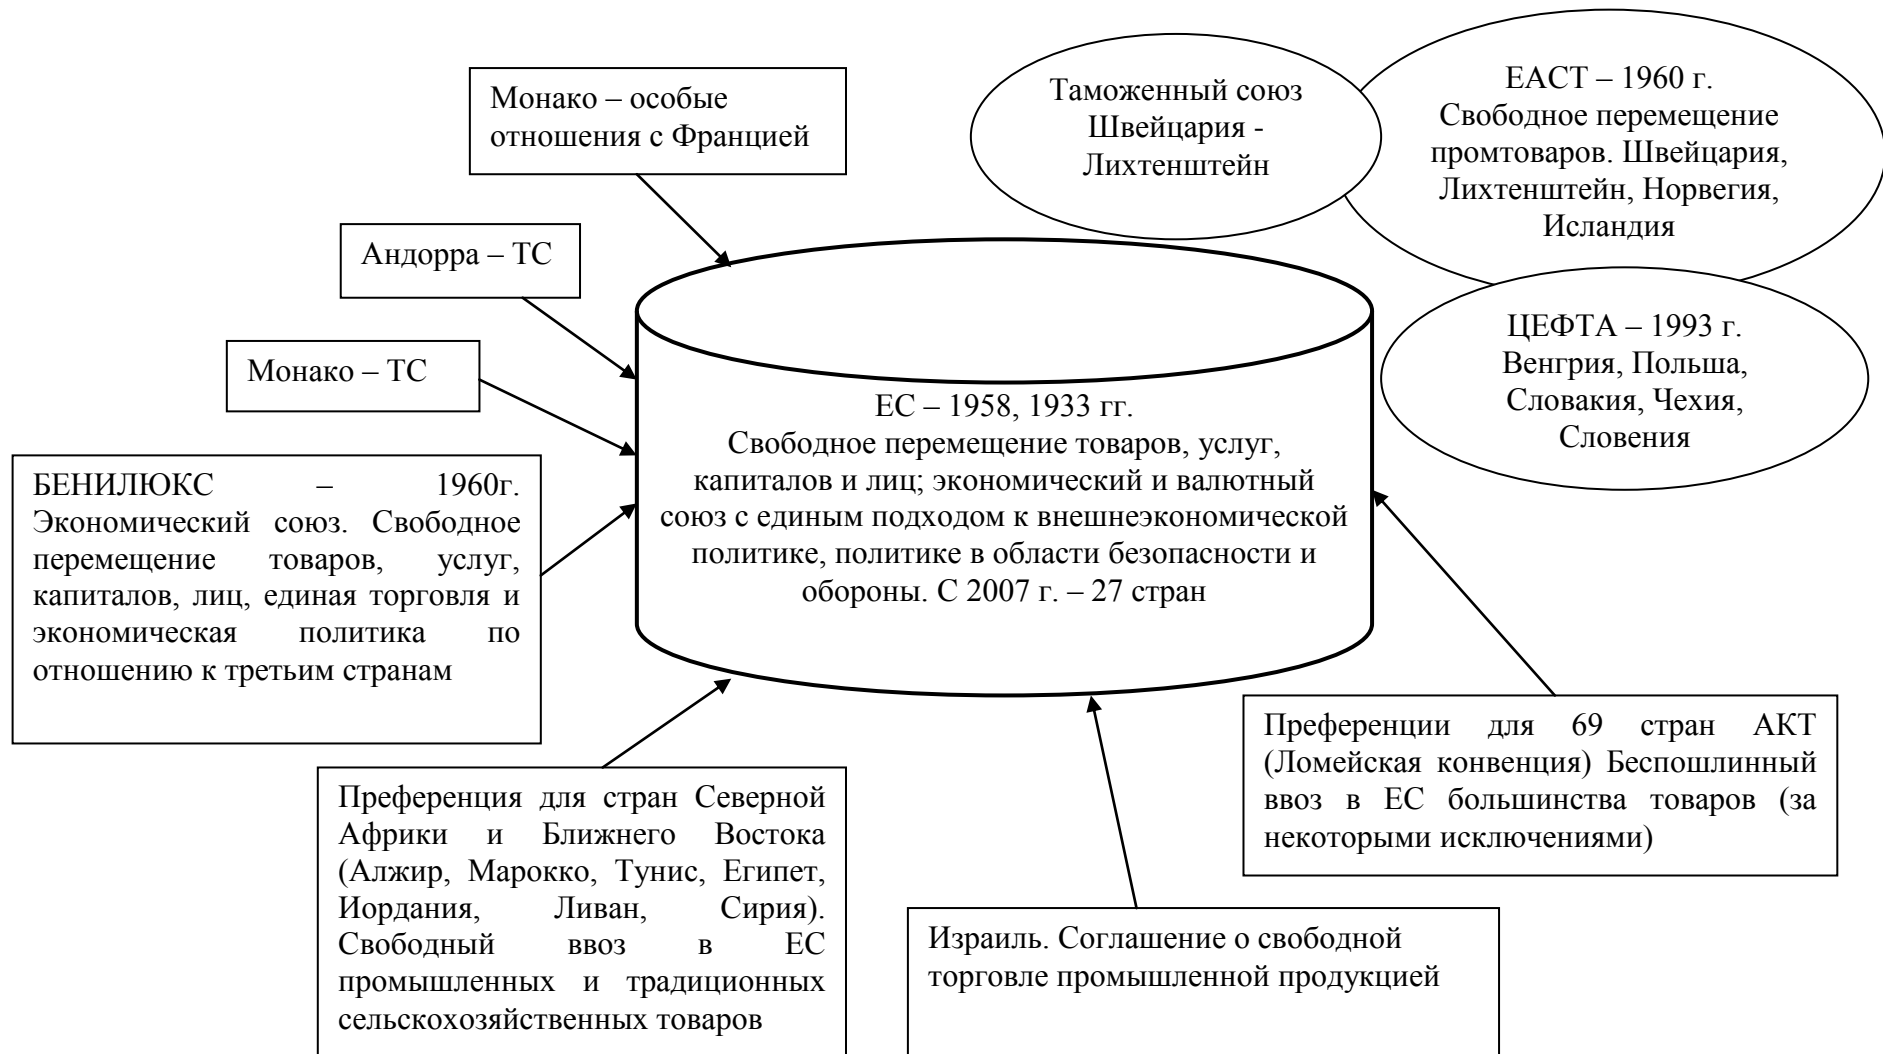 Монако – особые
отношения с Францией
Таможенный союз
Швейцария -
Лихтенштейн
ЕАСТ – 1960 г.
Свободное перемещение
промтоваров. Швейцария,
Лихтенштейн, Норвегия,
Исландия
Андорра – ТС
Монако – ТС
ЦЕФТА – 1993 г.
Венгрия, Польша,
Словакия, Чехия,
Словения
ЕС – 1958, 1933 гг.
Свободное перемещение товаров, услуг,
капиталов и лиц; экономический и валютный
союз с единым подходом к внешнеэкономической
политике, политике в области безопасности и
обороны. С 2007 г. – 27 стран
БЕНИЛЮКС – 1960г.
Экономический союз. Свободное
перемещение товаров, услуг,
капиталов, лиц, единая торговля и
экономическая политика по
отношению к третьим странам
Преференции для 69 стран АКТ
(Ломейская конвенция) Беспошлинный
ввоз в ЕС большинства товаров (за
некоторыми исключениями)
Преференция для стран Северной
Африки и Ближнего Востока
(Алжир, Марокко, Тунис, Египет,
Иордания, Ливан, Сирия).
Свободный ввоз в ЕС
промышленных и традиционных
сельскохозяйственных товаров
Израиль. Соглашение о свободной
торговле промышленной продукцией